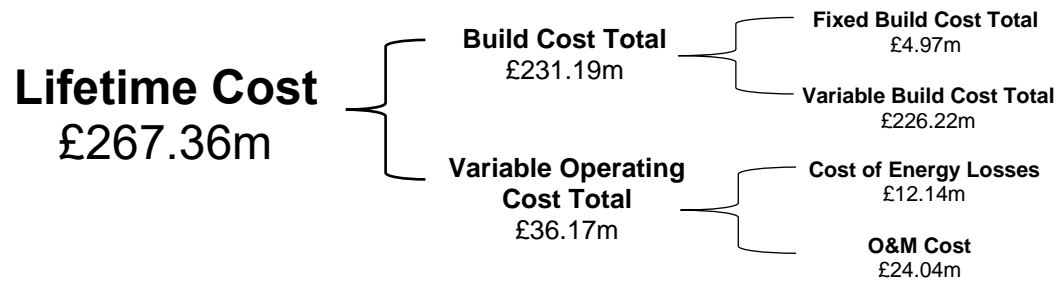 Lifetime Cost
£267.36m
Build Cost Total
£231.19m
Variable Operating
Cost Total
£36.17m
Fixed Build Cost Total
£4.97m
Variable Build Cost Total
£226.22m
Cost of Energy Losses
£12.14m
O&M Cost
£24.04m